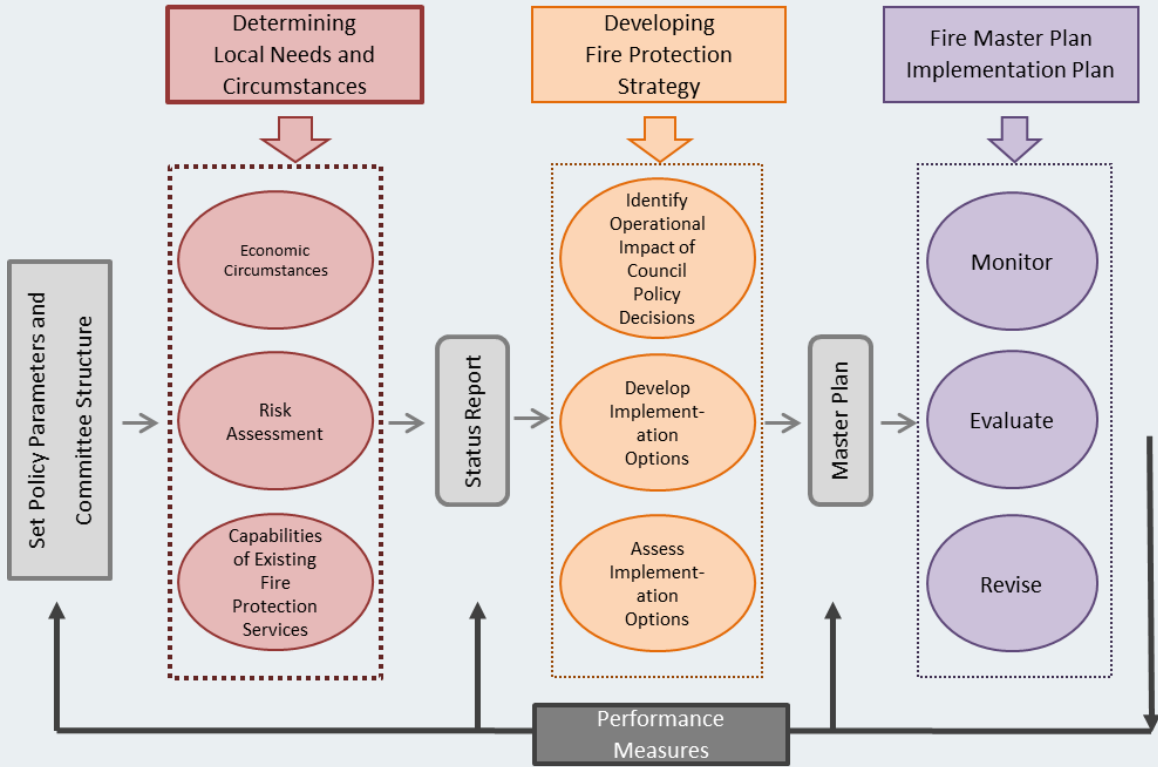 Determining
Local Needs and
Circumstances
Developing
Fire Protection
Strategy
Fire Master Plan
Implementation Plan
Set Policy Parameters and
Committee Structure
Economic
Circumstances
Risk
Assessment
Capabilities
of Existing
Fire
Protection
Services
Status Report
Identify
Operational
Impact of
Council
Policy
Decisions
Develop
Implement-
ation
Options
Assess
Implement-
ation
Options
Master Plan
Monitor
Evaluate
Revise
Performance
Measures